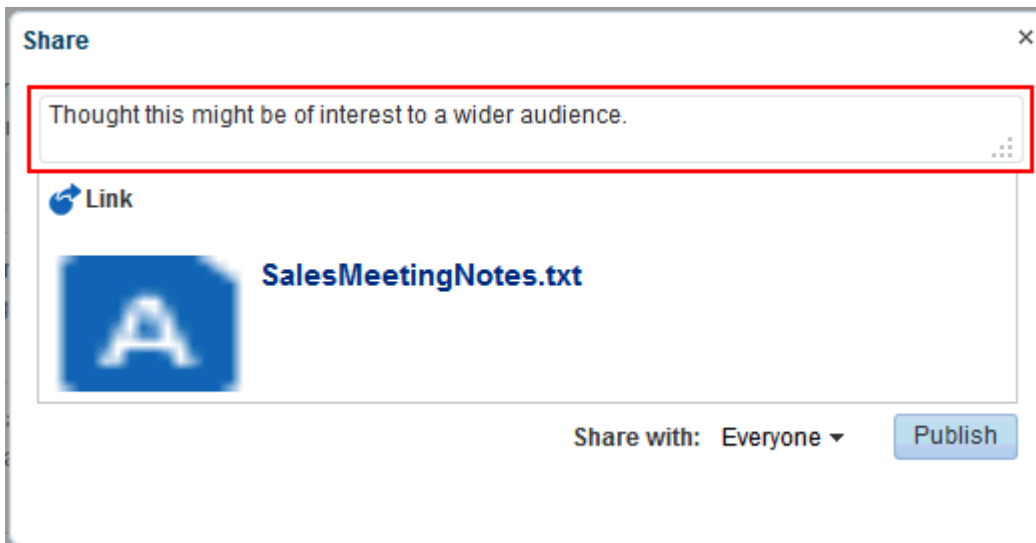 Share ×
Thought this might be of interest to a wider audience.
Link
SalesMeetingNotes.txt
A
Share with: Everyone
Publish